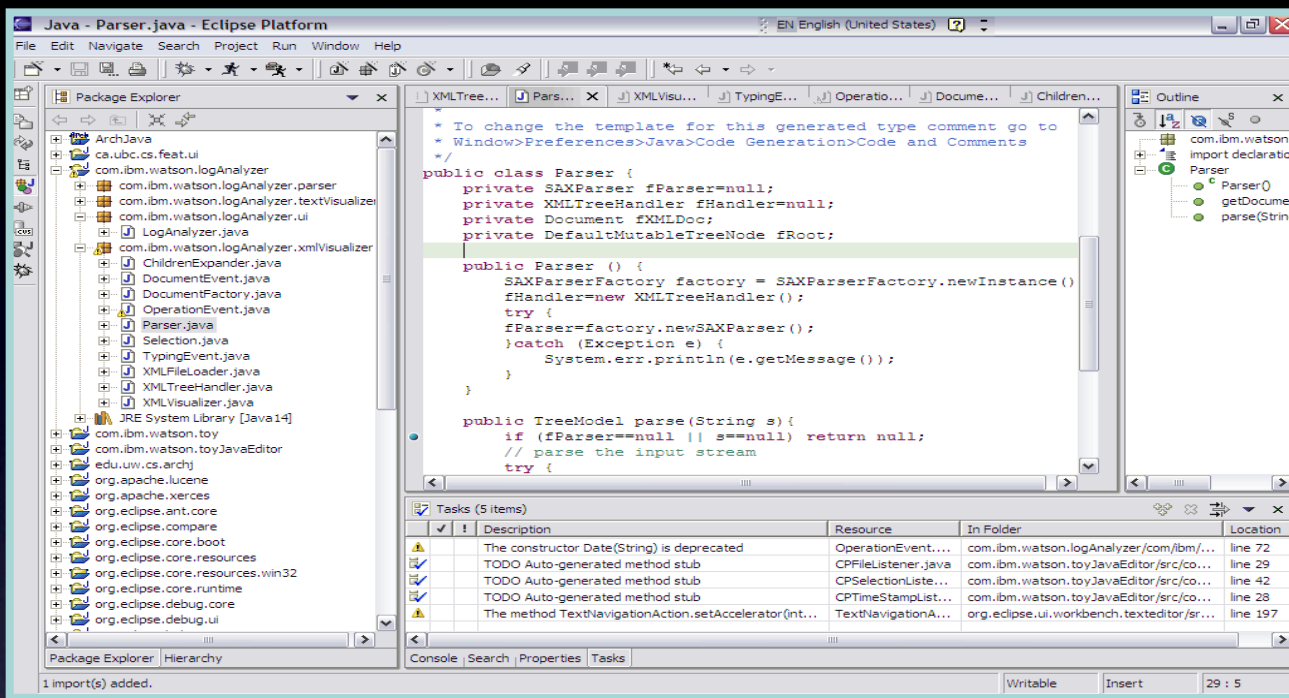 Java - Parser.java - Eclipse Platform
EN English (United States)
File Edit Navigate Search Project Run Window Help
Package Explorer
ArchJava
ca.ubc.cs.feat.ui
com.ibm.watson.logAnalyzer
com.ibm.watson.logAnalyzer.parser
com.ibm.watson.logAnalyzer.textVisualize
com.ibm.watson.logAnalyzer.ui
LogAnalyzer.java
com.ibm.watson.logAnalyzer.xmlVisualizer
ChildrenExpander.java
DocumentEvent.java
DocumentFactory.java
OperationEvent.java
Parser.java
Selection.java
TypingEvent.java
XMLFileLoader.java
XMLTreeHandler.java
XMLVisualizer.java
JRE System Library [Java14]
com.ibm.watson.toy
com.ibm.watson.toyJavaEditor
edu.uw.cs.archj
org.apache.lucene
org.apache.xerces
org.eclipse.ant.core
org.eclipse.compare
org.eclipse.core.boot
org.eclipse.core.resources
org.eclipse.core.resources.win32
org.eclipse.core.runtime
org.eclipse.debug.core
org.eclipse.debug.ui
Package Explorer Hierarchy
XMLTree... Pars... XMLVisu... TypingE... Operatio... Docume... Children...
* To change the template for this generated type comment go to
* Window>Preferences>Java>Code Generation>Code and Comments
*/
public class Parser {
private SAXParser fParser=null;
private XMLTreeHandler fHandler=null;
private Document fXMLDoc;
private DefaultMutableTreeNode fRoot;
public Parser () {
SAXParserFactory factory = SAXParserFactory.newInstance()
fHandler=new XMLTreeHandler();
try {
fParser=factory.newSAXParser();
}catch (Exception e) {
System.err.println(e.getMessage());
}
}
public TreeModel parse(String s){
if (fParser==null || s==null) return null;
// parse the input stream
try {
Outline
com.ibm.watson
import declaratio
Parser
Parser()
getDocume
parse(Strin
Tasks (5 items)
! Description Resource In Folder Location
The constructor Date(String) is deprecated OperationEvent.... com.ibm.watson.logAnalyzer/com/ibm/... line 72
TODO Auto-generated method stub CPFileListener.java com.ibm.watson.toyJavaEditor/src/co... line 29
TODO Auto-generated method stub CPSelectionListe... com.ibm.watson.toyJavaEditor/src/co... line 42
TODO Auto-generated method stub CPTimeStampList... com.ibm.watson.toyJavaEditor/src/co... line 28
The method TextNavigationAction.setAccelerator(int... TextNavigationA... org.eclipse.ui.workbench.texteditor/sr... line 197
Console Search Properties Tasks
1 import(s) added.
Writable Insert 29 : 5